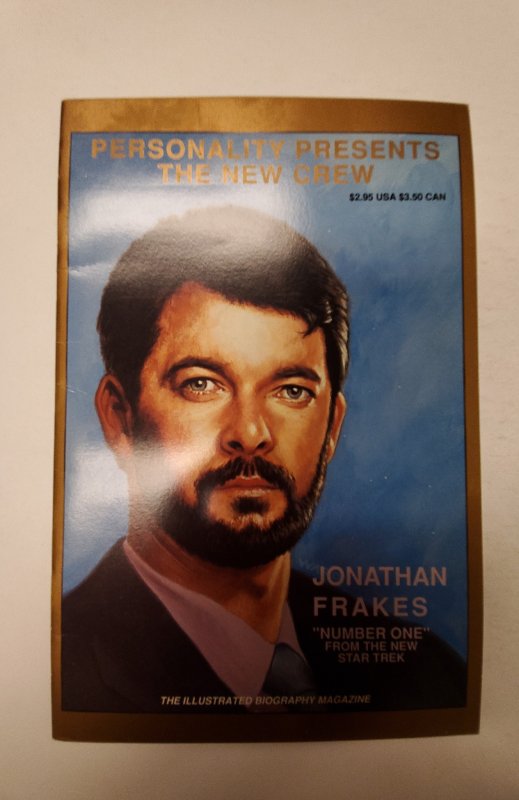 PERSONALITY PRESENTS
THE NEW CREW
$2.95 USA $3.50 CAN
JONATHAN
FRAKES
"NUMBER ONE"
FROM THE NEW
STAR TREK
THE ILLUSTRATED BIOGRAPHY MAGAZINE